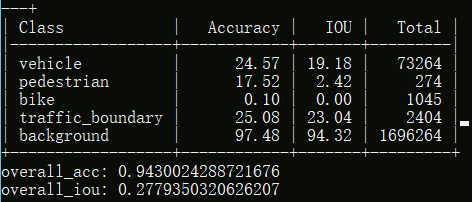 ---+
| Class            | Accuracy |   IOU |   Total |
|------------------+----------+-------+---------|
| vehicle          |    24.57 | 19.18 |   73264 |
| pedestrian       |    17.52 |  2.42 |     274 |
| bike             |     0.10 |  0.00 |    1045 |
| traffic_boundary |    25.08 | 23.04 |    2404 |
| background       |    97.48 | 94.32 | 1696264 |
+------------------+----------+-------+---------+
overall_acc: 0.9430024288721676
overall_iou: 0.2779350320626207